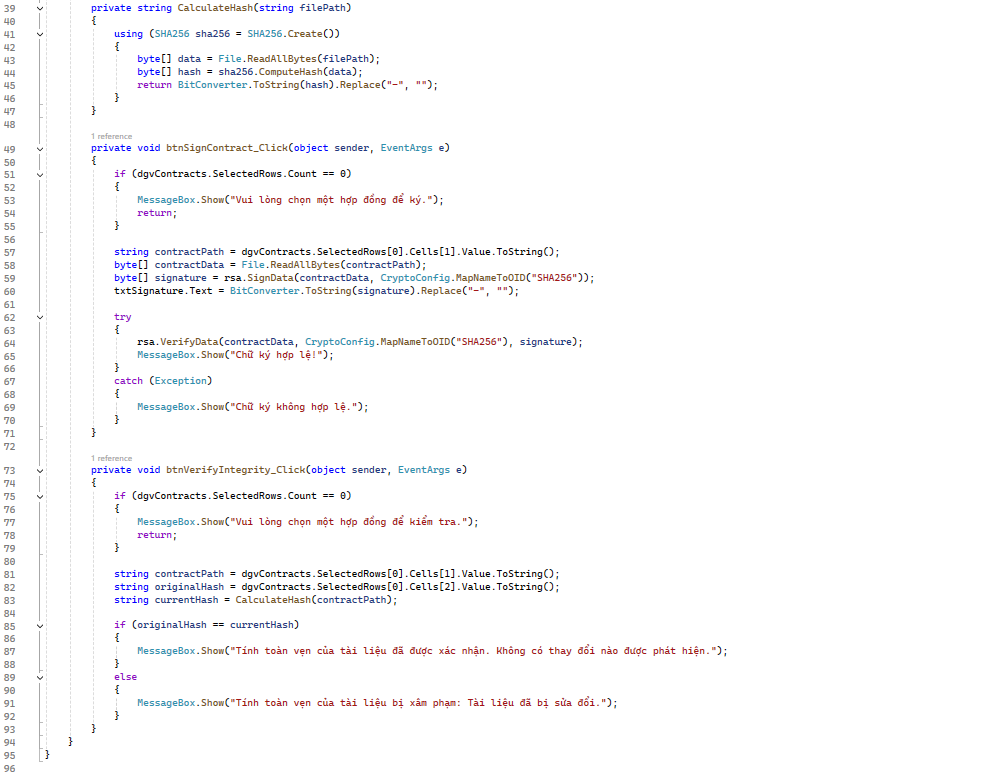 39 private string CalculateHash(string filePath)
40 {
41 using (SHA256 sha256 = SHA256.Create())
42 {
43 byte[] data = File.ReadAllBytes(filePath);
44 byte[] hash = sha256.ComputeHash(data);
45 return BitConverter.ToString(hash).Replace("-", "");
46 }
47 }
48
1 reference
49 private void btnSignContract_Click(object sender, EventArgs e)
50 {
51 if (dgvContracts.SelectedRows.Count == 0)
52 {
53 MessageBox.Show("Vui lòng chọn một hợp đồng để ký.");
54 return;
55 }
56
57 string contractPath = dgvContracts.SelectedRows[0].Cells[1].Value.ToString();
58 byte[] contractData = File.ReadAllBytes(contractPath);
59 byte[] signature = rsa.SignData(contractData, CryptoConfig.MapNameToOID("SHA256"));
60 txtSignature.Text = BitConverter.ToString(signature).Replace("-", "");
61
62 try
63 {
64 rsa.VerifyData(contractData, CryptoConfig.MapNameToOID("SHA256"), signature);
65 MessageBox.Show("Chữ ký hợp lệ!");
66 }
67 catch (Exception)
68 {
69 MessageBox.Show("Chữ ký không hợp lệ.");
70 }
71 }
72
1 reference
73 private void btnVerifyIntegrity_Click(object sender, EventArgs e)
74 {
75 if (dgvContracts.SelectedRows.Count == 0)
76 {
77 MessageBox.Show("Vui lòng chọn một hợp đồng để kiểm tra.");
78 return;
79 }
80
81 string contractPath = dgvContracts.SelectedRows[0].Cells[1].Value.ToString();
82 string originalHash = dgvContracts.SelectedRows[0].Cells[2].Value.ToString();
83 string currentHash = CalculateHash(contractPath);
84
85 if (originalHash == currentHash)
86 {
87 MessageBox.Show("Tính toàn vẹn của tài liệu đã được xác nhận. Không có thay đổi nào được phát hiện.");
88 }
89 else
90 {
91 MessageBox.Show("Tính toàn vẹn của tài liệu bị xâm phạm: Tài liệu đã bị sửa đổi.");
92 }
93 }
94 }
95 }
96